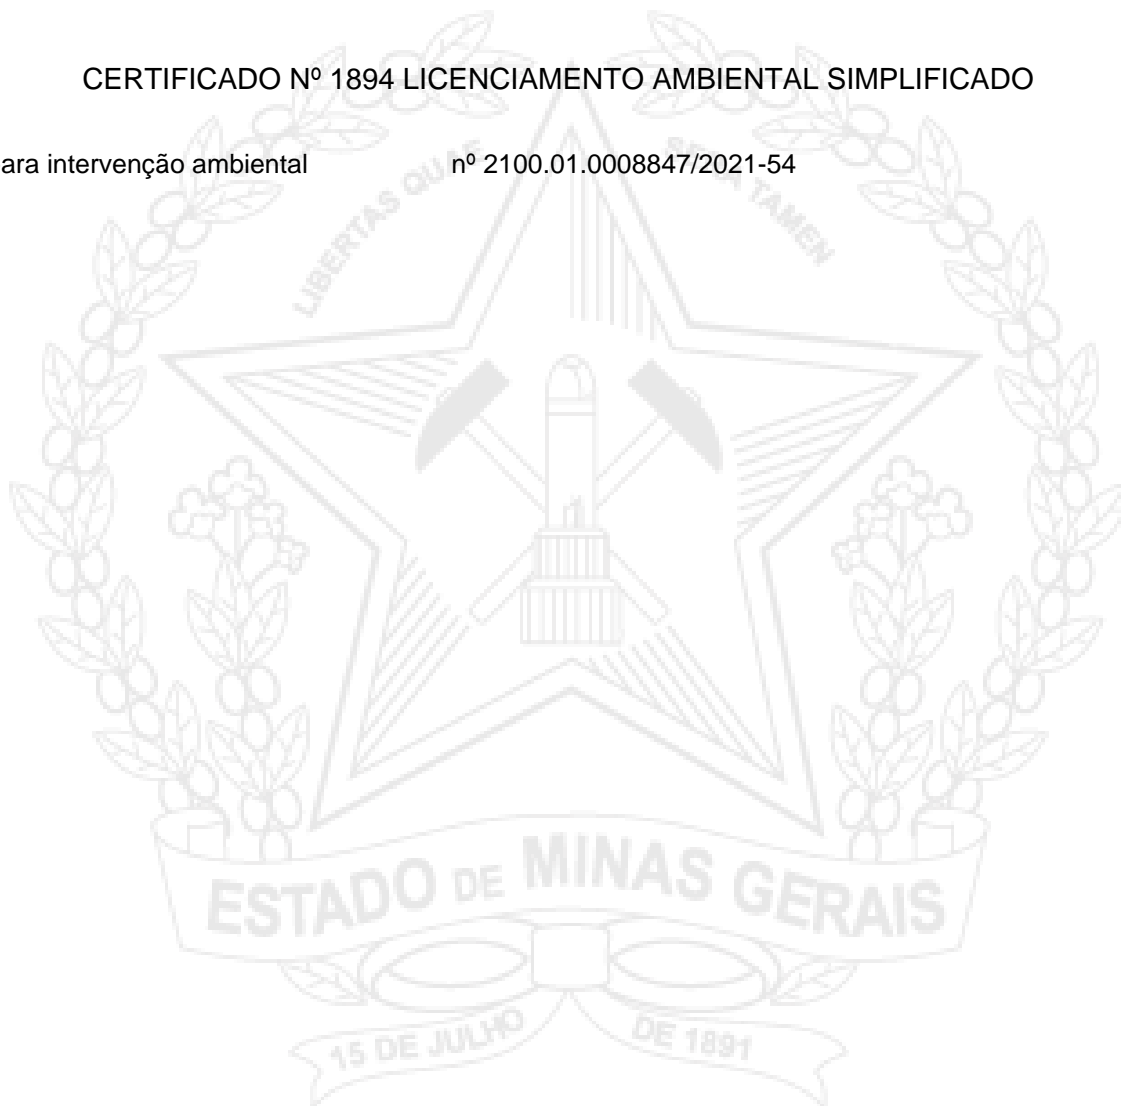 CERTIFICADO Nº 1894 LICENCIAMENTO AMBIENTAL SIMPLIFICADO
ara intervenção ambiental nº 2100.01.0008847/2021-54
LIBERTAS QUAE SERA TAMEN
ESTADO DE MINAS GERAIS
15 DE JULHO DE 1891